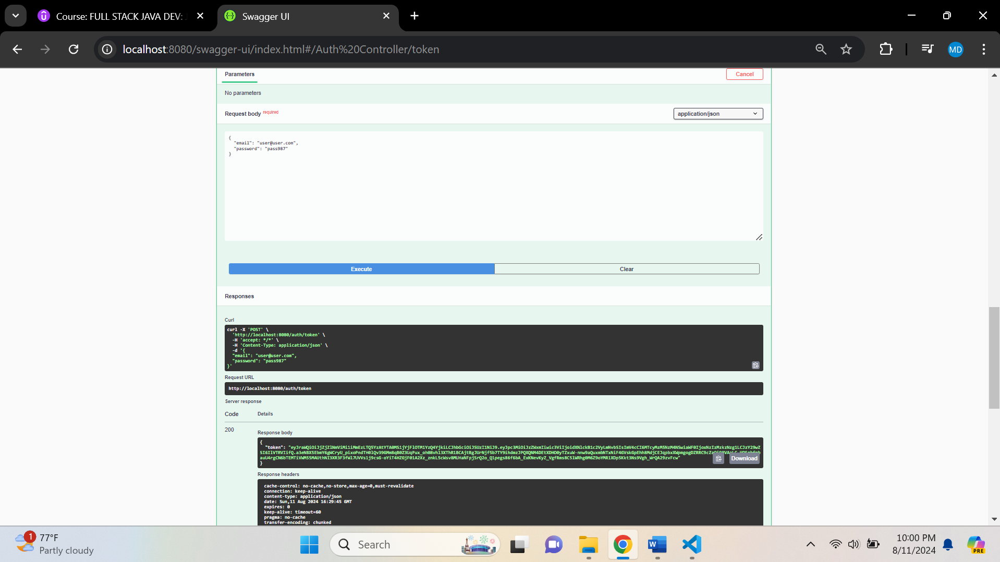 Course: FULL STACK JAVA DEV:
Swagger UI
localhost:8080/swagger-ui/index.html#/Auth%20Controller/token
MD
Parameters
Cancel
No parameters
Request body required
application/json
{
"email": "user@user.com",
"password": "pass987"
}
Execute
Clear
Responses
Curl
curl -X 'POST' \
'http://localhost:8080/auth/token' \
-H 'accept: */*' \
-H 'Content-Type: application/json' \
-d '{
"email": "user@user.com",
"password": "pass987"
}'
Request URL
http://localhost:8080/auth/token
Server response
Code
Details
200
Response body
{
"token":
}
Download
Response headers
cache-control: no-cache,no-store,max-age=0,must-revalidate
connection: keep-alive
content-type: application/json
date: Sun,11 Aug 2024 16:29:45 GMT
expires: 0
keep-alive: timeout=60
pragma: no-cache
transfer-encoding: chunked
1
77°F
Partly cloudy
Search
W
10:00 PM
8/11/2024
PRE